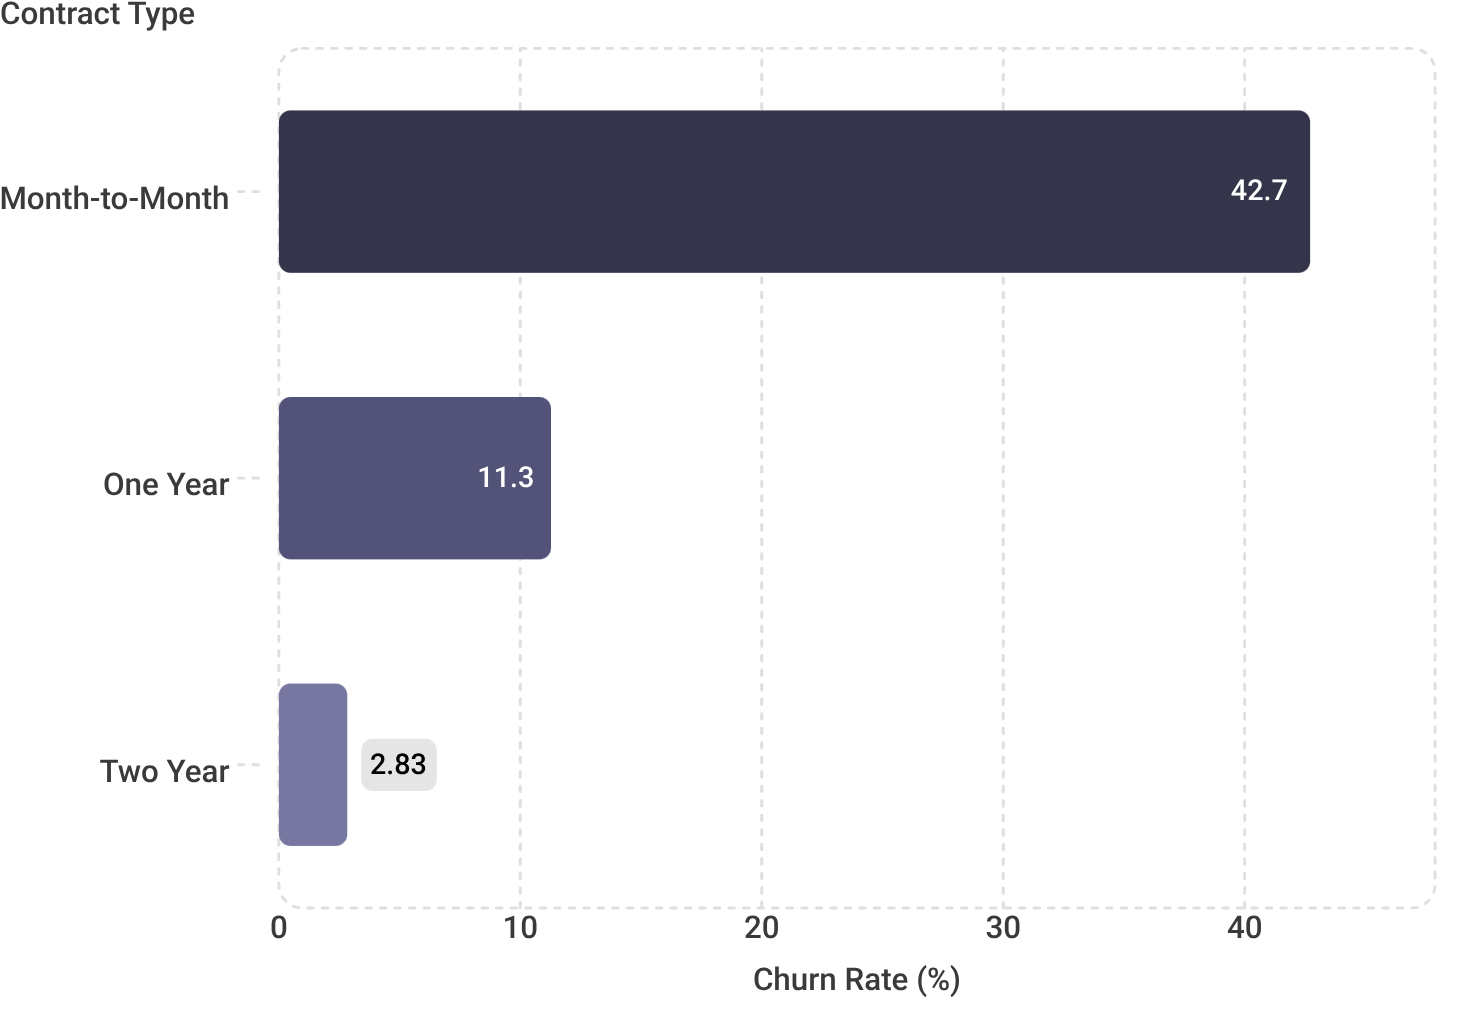 Contract Type
Month-to-Month
42.7
One Year
11.3
Two Year
2.83
0 10 20 30 40
Churn Rate (%)